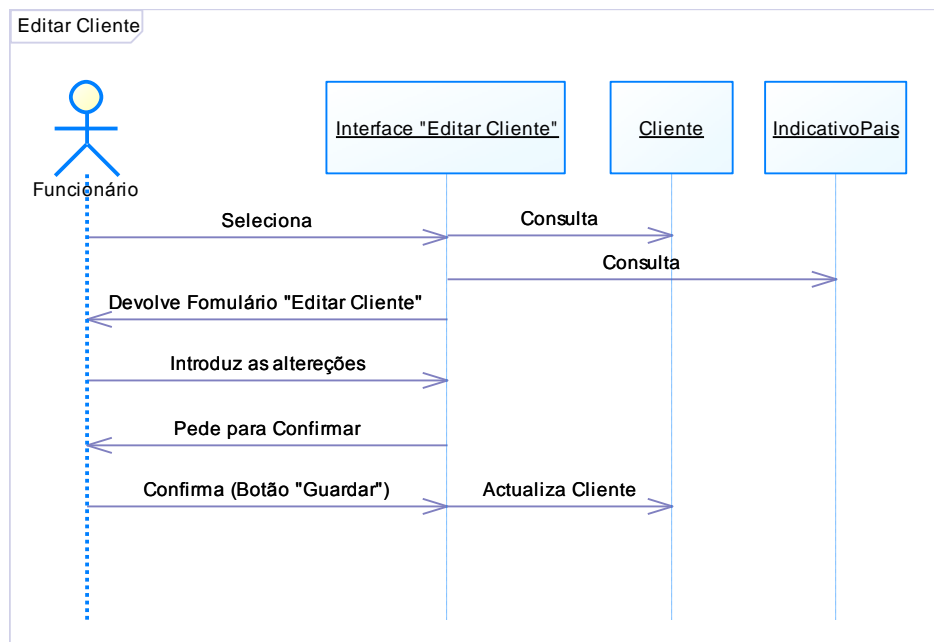 Editar Cliente
Interface "Editar Cliente"
Cliente
IndicativoPais
Funcionário
Seleciona
Consulta
Consulta
Devolve Fomulário "Editar Cliente"
Introduz as altereções
Pede para Confirmar
Confirma (Botão "Guardar")
Actualiza Cliente